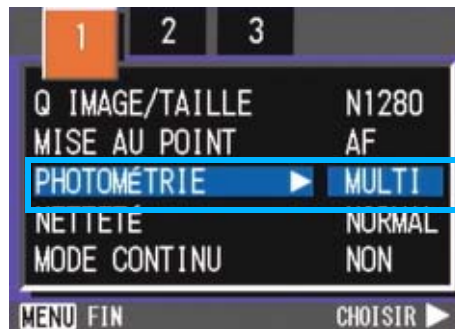 1 2 3
Q IMAGE/TAILLE N1280
MISE AU POINT AF
PHOTOMÉTRIE ▶ MULTI
NETTETÉ NORMAL
MODE CONTINU NON
MENU FIN CHOISIR ▶